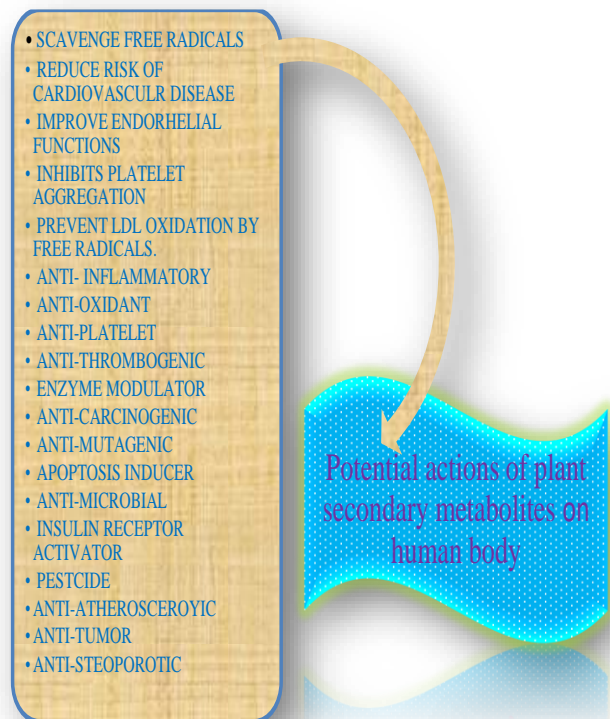 • SCAVENGE FREE RADICALS
• REDUCE RISK OF
CARDIOVASCULR DISEASE
• IMPROVE ENDORHELIAL
FUNCTIONS
• INHIBITS PLATELET
AGGREGATION
• PREVENT LDL OXIDATION BY
FREE RADICALS.
• ANTI- INFLAMMATORY
• ANTI-OXIDANT
• ANTI-PLATELET
• ANTI-THROMBOGENIC
• ENZYME MODULATOR
• ANTI-CARCINOGENIC
• ANTI-MUTAGENIC
• APOPTOSIS INDUCER
• ANTI-MICROBIAL
• INSULIN RECEPTOR
ACTIVATOR
• PESTCIDE
• ANTI-ATHEROSCEROYIC
• ANTI-TUMOR
• ANTI-STEOPOROTIC
Potential actions of plant
secondary metabolites on
human body